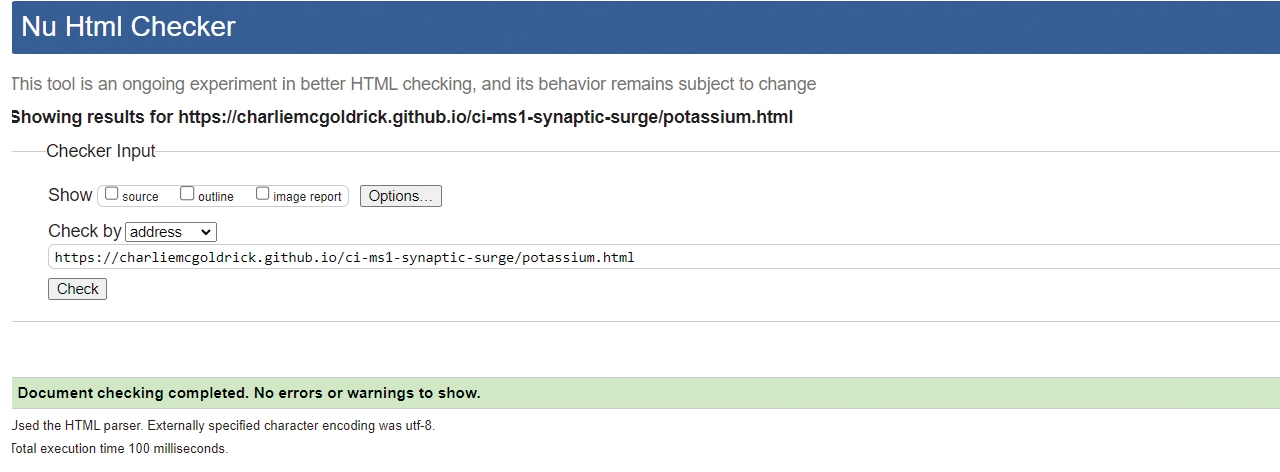 Nu Html Checker
This tool is an ongoing experiment in better HTML checking, and its behavior remains subject to change
Showing results for https://charliemcgoldrick.github.io/ci-ms1-synaptic-surge/potassium.html
Checker Input
Show source outline image report Options...
Check by address
https://charliemcgoldrick.github.io/ci-ms1-synaptic-surge/potassium.html
Check
Document checking completed. No errors or warnings to show.
Used the HTML parser. Externally specified character encoding was utf-8.
Total execution time 100 milliseconds.